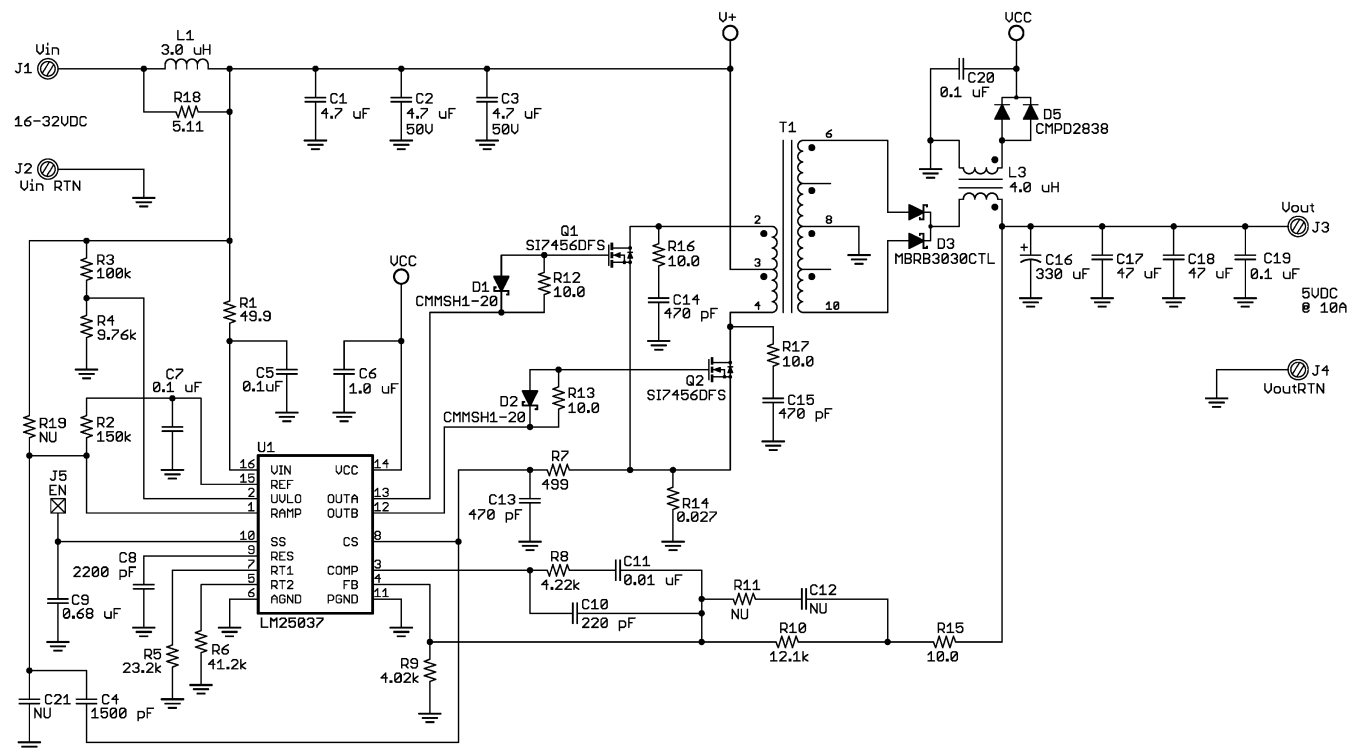 Vin
J1
L1
3.0 uH
R18
5.11
16-32VDC
J2
Vin RTN
C1
4.7 uF
C2
4.7 uF
50V
C3
4.7 uF
50V
V+
VCC
C20
0.1 uF
D5
CMPD2838
L3
4.0 uH
T1
6
8
10
2
3
4
D3
MBRB3030CTL
Vout
J3
C16
330 uF
C17
47 uF
C18
47 uF
C19
0.1 uF
5VDC
@ 10A
J4
VoutRTN
R3
100k
R4
9.76k
R1
49.9
C5
0.1uF
C6
1.0 uF
VCC
Q1
SI7456DFS
D1
CMMSH1-20
R12
10.0
R16
10.0
C14
470 pF
Q2
SI7456DFS
D2
CMMSH1-20
R13
10.0
R17
10.0
C15
470 pF
C7
0.1 uF
R19
NU
R2
150k
J5
EN
U1
16 VIN
15 REF
2 UVLO
1 RAMP
10 SS
9 RES
7 RT1
5 RT2
6 AGND
VCC 14
OUTA 13
OUTB 12
CS 8
COMP 3
FB 4
PGND 11
LM25037
R7
499
C13
470 pF
R14
0.027
R8
4.22k
C11
0.01 uF
C10
220 pF
R11
NU
C12
NU
R10
12.1k
R15
10.0
R9
4.02k
C8
2200 pF
C9
0.68 uF
R5
23.2k
R6
41.2k
C21
NU
C4
1500 pF